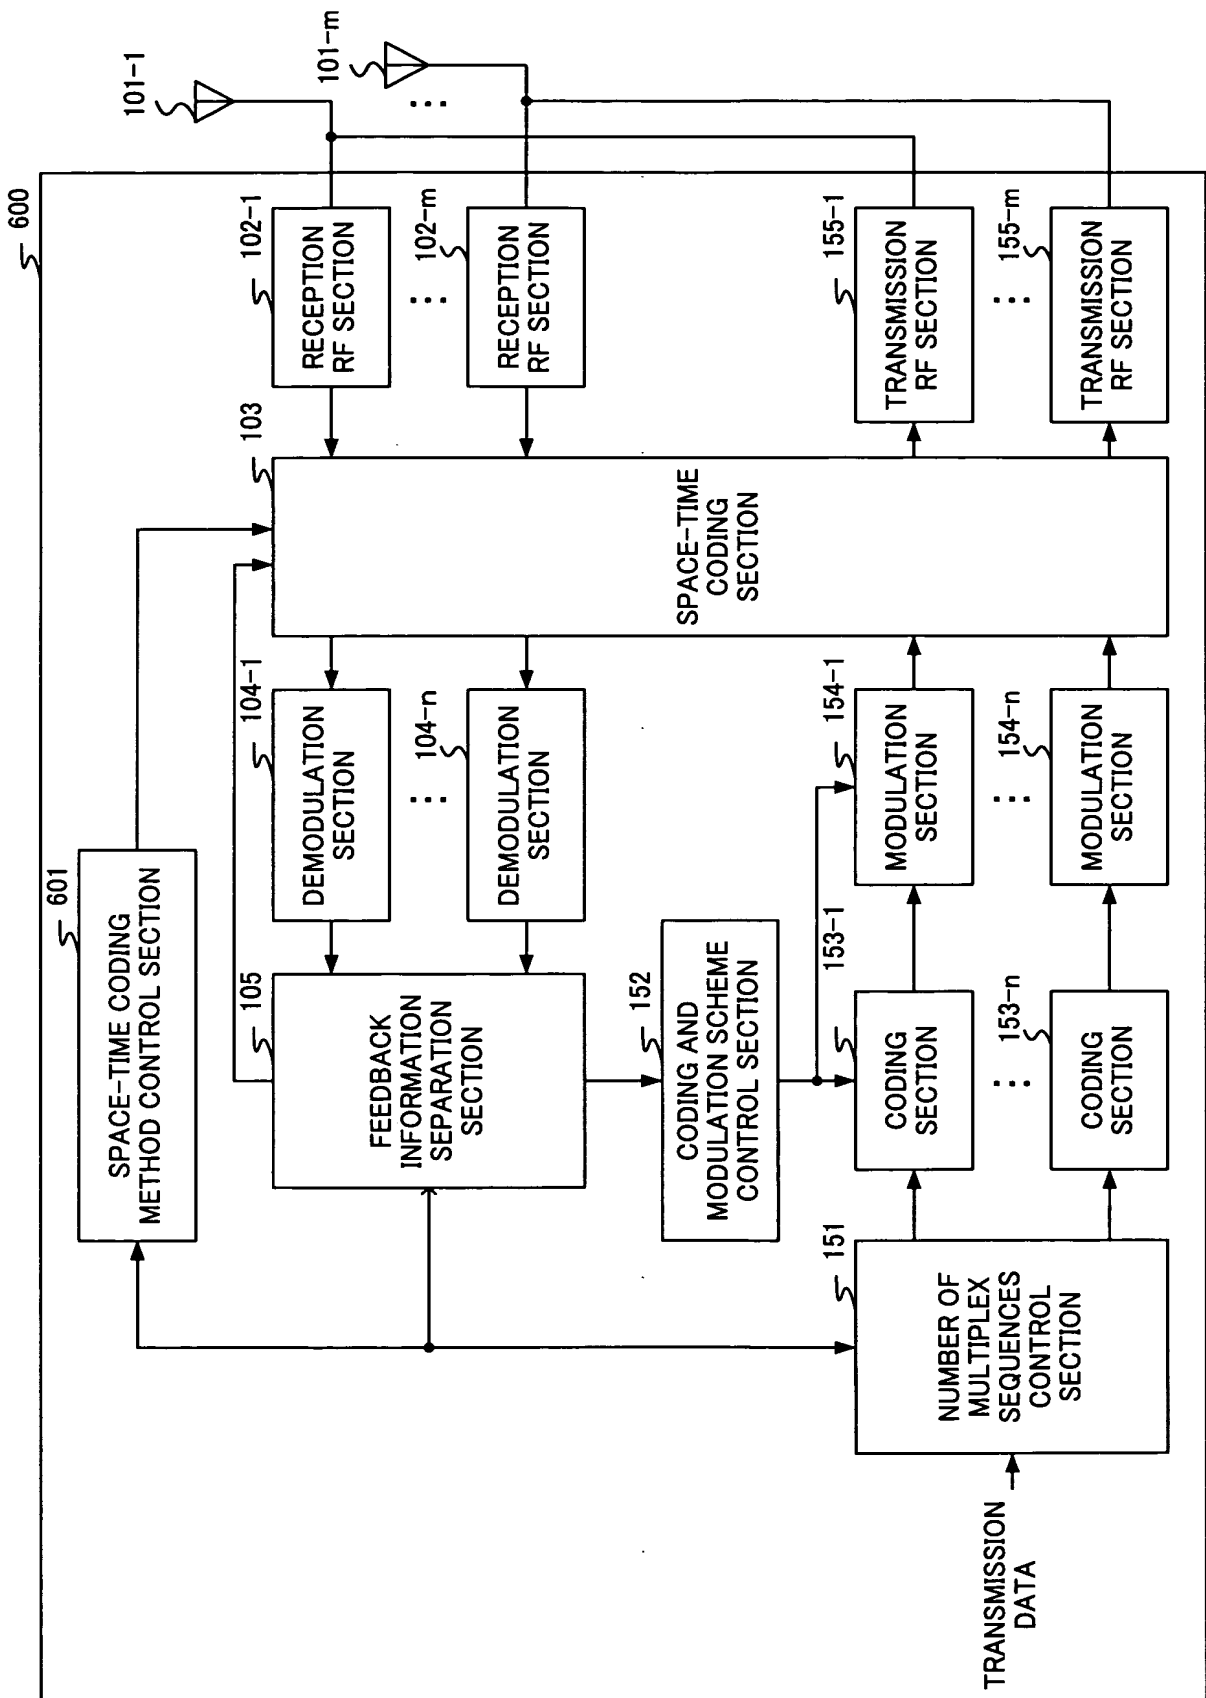 600
101-1
101-m
601
SPACE-TIME CODING
METHOD CONTROL SECTION
105
FEEDBACK
INFORMATION
SEPARATION
SECTION
104-1
DEMODULATION
SECTION
104-n
DEMODULATION
SECTION
103
SPACE-TIME
CODING
SECTION
102-1
RECEPTION
RF SECTION
102-m
RECEPTION
RF SECTION
152
CODING AND
MODULATION SCHEME
CONTROL SECTION
TRANSMISSION
DATA
151
NUMBER OF
MULTIPLEX
SEQUENCES
CONTROL
SECTION
153-1
CODING
SECTION
153-n
CODING
SECTION
154-1
MODULATION
SECTION
154-n
MODULATION
SECTION
155-1
TRANSMISSION
RF SECTION
155-m
TRANSMISSION
RF SECTION